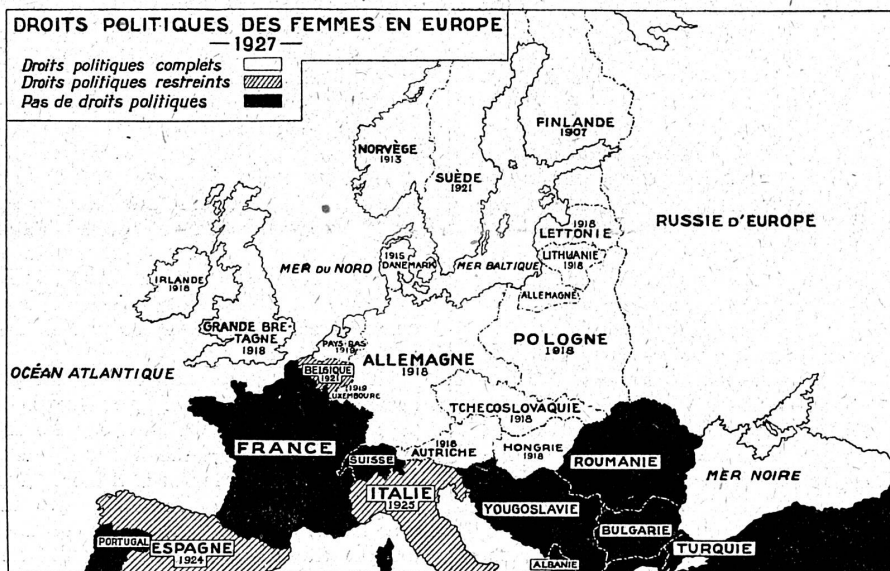 DROITS POLITIQUES DES FEMMES EN EUROPE
—1927—
Droits politiques complets
Droits politiques restreints
Pas de droits politiques
FINLANDE
1907
NORVÈGE
1913
SUÈDE
1921
RUSSIE D'EUROPE
1918
LETTONIE
LITHUANIE
1918
1915
DANEMARK
MER DU NORD
MER BALTIQUE
IRLANDE
1918
ALLEMAGNE
GRANDE BRE-
TAGNE
1918
PAYS-BAS
1919
POLOGNE
1918
ALLEMAGNE
1918
OCÉAN ATLANTIQUE
BELGIQUE
1921
1919
LUXEMBOURG
TCHECOSLOVAQUIE
1918
FRANCE
1918
AUTRICHE
HONGRIE
1918
SUISSE
ROUMANIE
MER NOIRE
ITALIE
1925
YOUGOSLAVIE
BULGARIE
PORTUGAL
ESPAGNE
1924
TURQUIE
ALBANIE